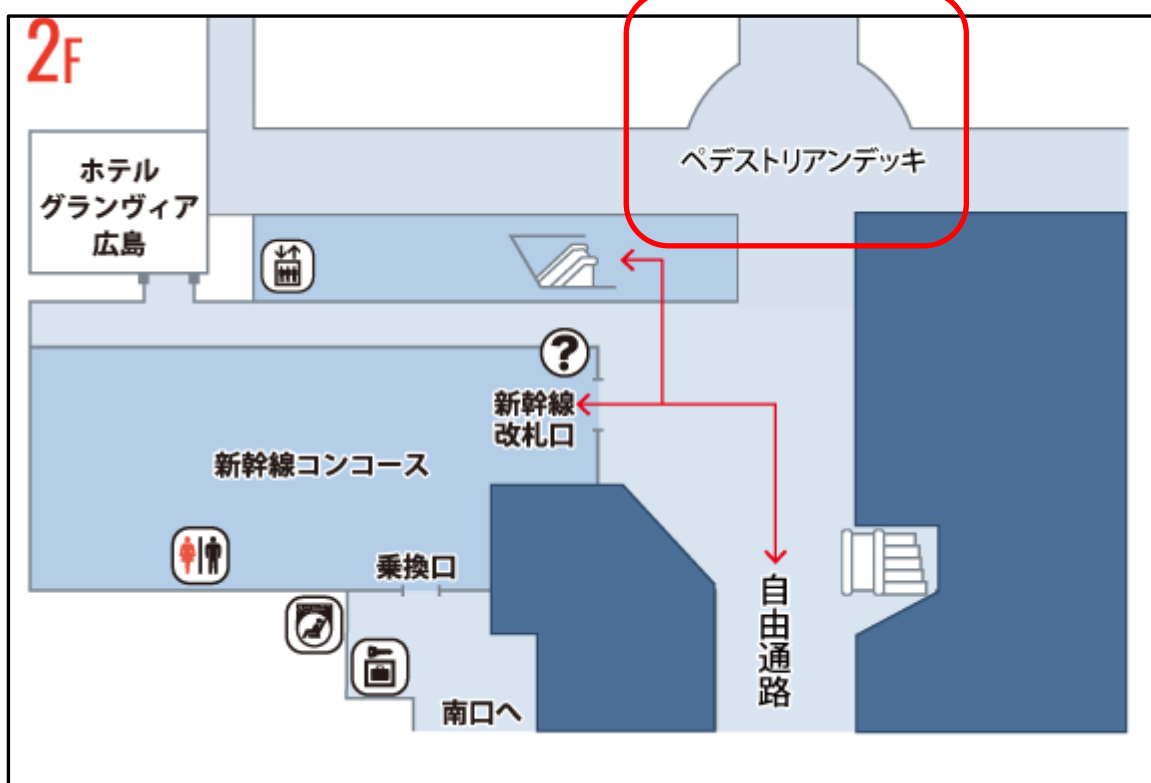 2F
ホテル
グランヴィア
広島
ペデストリアンデッキ
?
新幹線
改札口
新幹線コンコース
乗換口
自由通路
南口へ